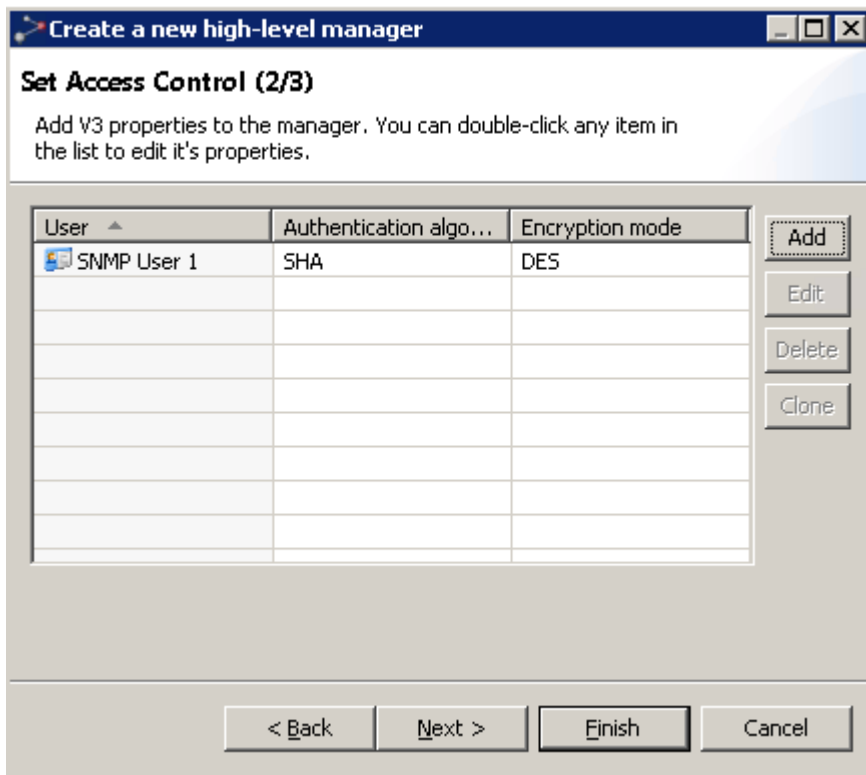 Create a new high-level manager
Set Access Control (2/3)
Add V3 properties to the manager. You can double-click any item in
the list to edit it's properties.
User Authentication algo... Encryption mode
SNMP User 1 SHA DES
Add
Edit
Delete
Clone
< Back Next > Finish Cancel